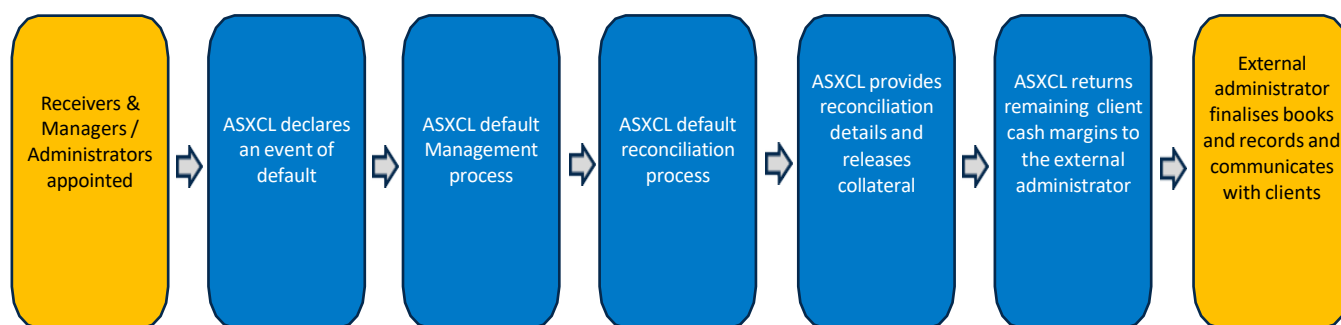 Receivers &
Managers /
Administrators
appointed
ASXCL declares
an event of
default
ASXCL default
Management
process
ASXCL default
reconciliation
process
ASXCL provides
reconciliation
details and
releases
collateral
ASXCL returns
remaining client
cash margins to
the external
administrator
External
administrator
finalises books
and records and
communicates
with clients